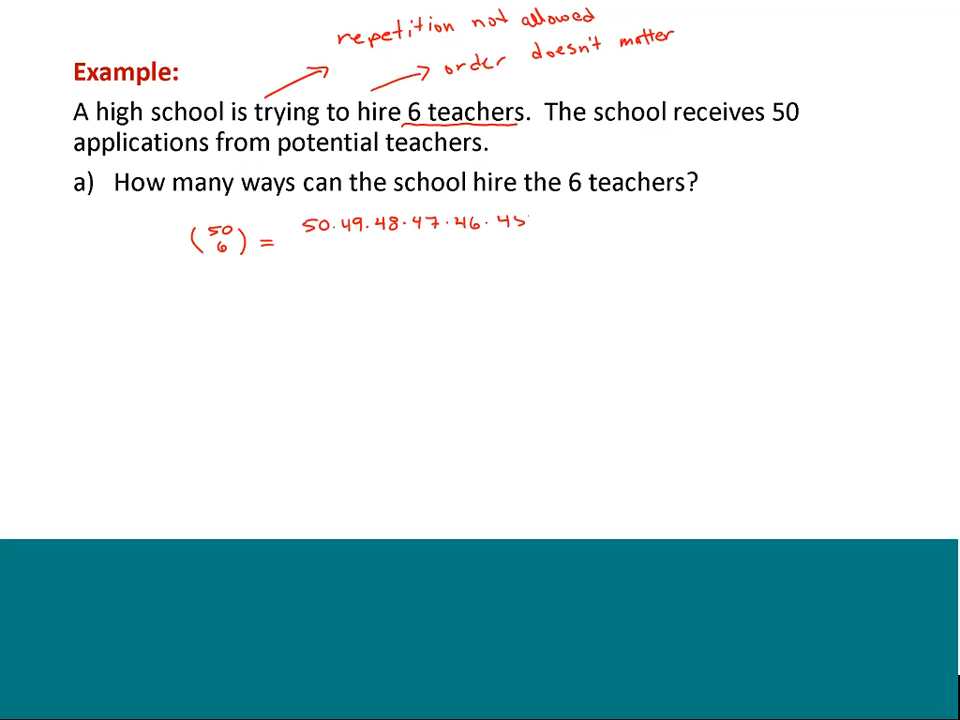 repetition not allowed
order doesn't matter
Example:
A high school is trying to hire 6 teachers. The school receives 50
applications from potential teachers.
a) How many ways can the school hire the 6 teachers?
(50 6) = 50·49·48·47·46·45